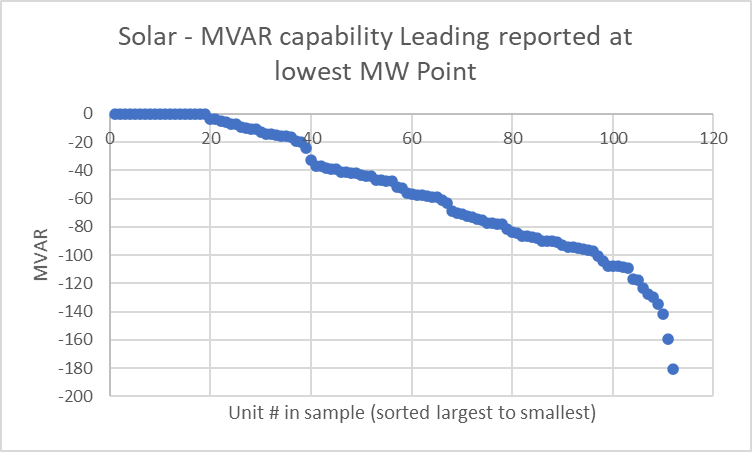 Solar - MVAR capability Leading reported at
lowest MW Point
0
0 20 40 60 80 100 120
-20
-40
-60
-80
-100
-120
-140
-160
-180
-200
MVAR
Unit # in sample (sorted largest to smallest)